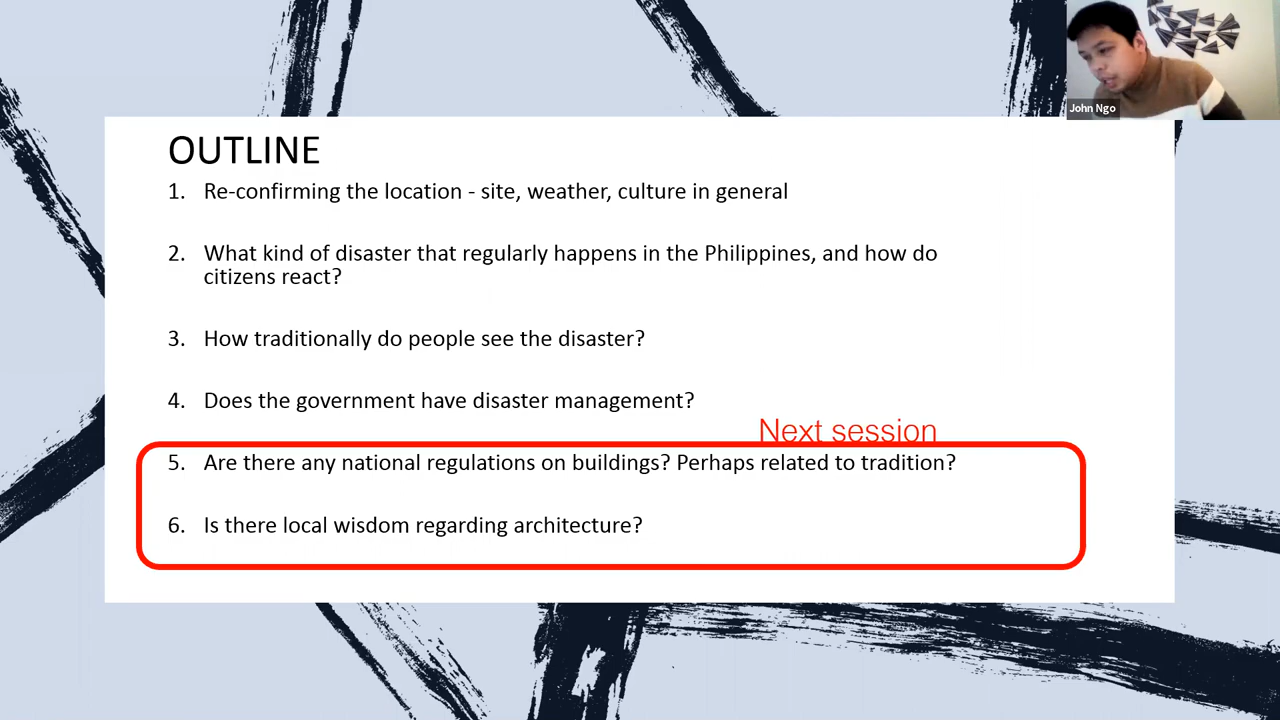 John Ngo
OUTLINE
1. Re-confirming the location - site, weather, culture in general
2. What kind of disaster that regularly happens in the Philippines, and how do
citizens react?
3. How traditionally do people see the disaster?
4. Does the government have disaster management?
Next session
5. Are there any national regulations on buildings? Perhaps related to tradition?
6. Is there local wisdom regarding architecture?